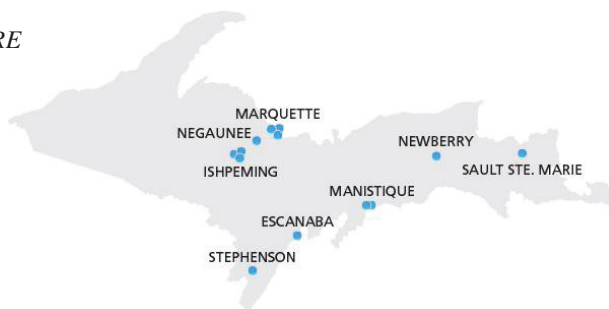 RE
MARQUETTE
NEGAUNEE
NEWBERRY
ISHPEMING
SAULT STE. MARIE
MANISTIQUE
ESCANABA
STEPHENSON